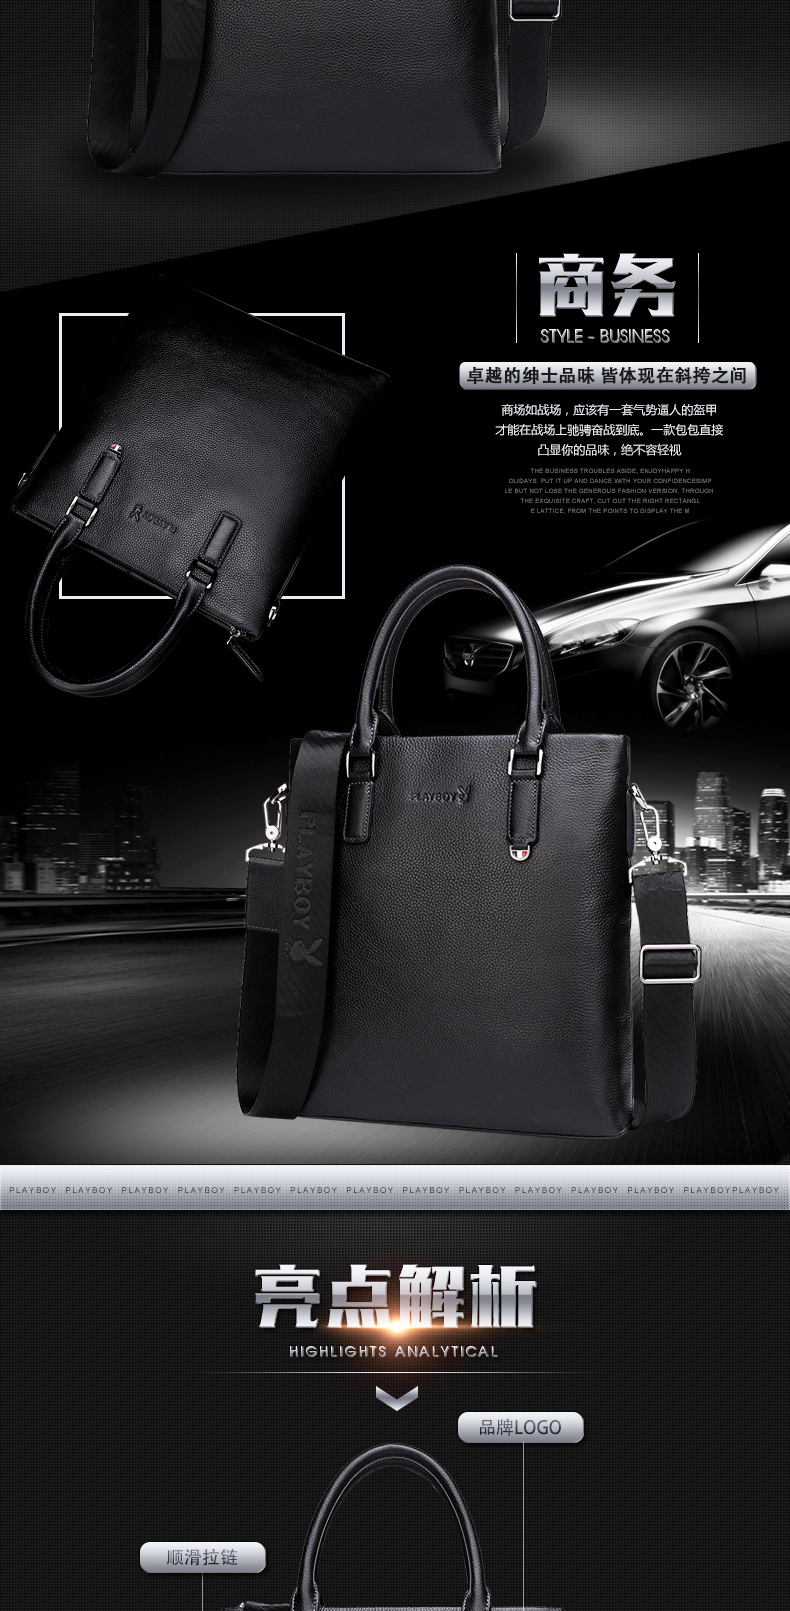 商务
STYLE - BUSINESS
卓越的绅士品味 皆体现在斜挎之间
商场如战场，应该有一套气势逼人的盔甲
才能在战场上驰骋奋战到底。一款包包直接
凸显你的品味，绝不容轻视
THE BUSINESS TROUBLES ASIDE, ENJOYHAPPY H
OLIDAYS  PUT IT UP AND DANCE WITH YOUR CONFIDENCESIMP
LE BUT NOT LOSE THE GENEROUS FASHION VERSION, THROUGH
THE EXQUISITE CRAFT, CUT OUT THE RIGHT RECTANGL
E LATTICE, FROM THE POINTS TO DISPLAY THE M
PLAYBOY
PLAYBOY
PLAYBOY PLAYBOY PLAYBOY PLAYBOY PLAYBOY PLAYBOY PLAYBOY PLAYBOY PLAYBOY PLAYBOY PLAYBOY PLAYBOY PLAYBOYPLAYBOY
亮点解析
HIGHLIGHTS ANALYTICAL
品牌LOGO
顺滑拉链